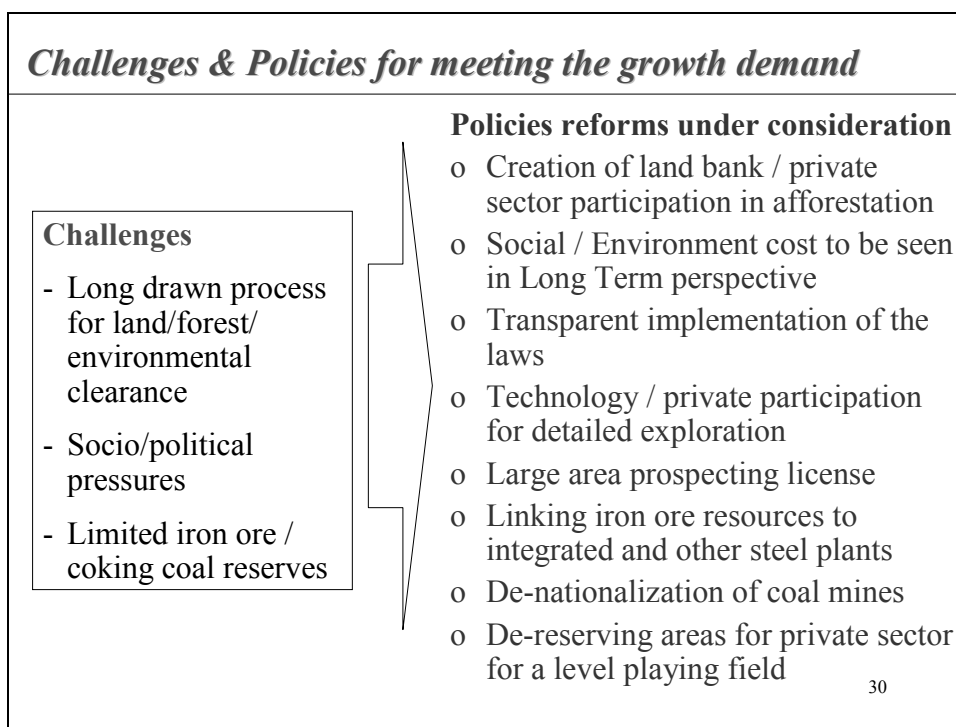 Challenges & Policies for meeting the growth demand
Challenges
- Long drawn process
for land/forest/
environmental
clearance
- Socio/political
pressures
- Limited iron ore /
coking coal reserves
Policies reforms under consideration
o Creation of land bank / private
sector participation in afforestation
o Social / Environment cost to be seen
in Long Term perspective
o Transparent implementation of the
laws
o Technology / private participation
for detailed exploration
o Large area prospecting license
o Linking iron ore resources to
integrated and other steel plants
o De-nationalization of coal mines
o De-reserving areas for private sector
for a level playing field
30